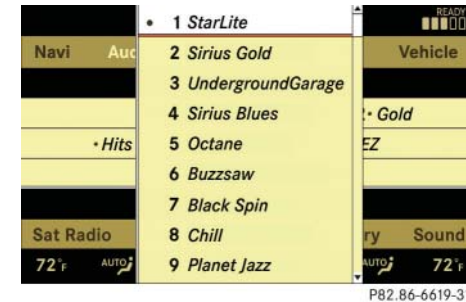 READY
• 1 StarLite
Navi Aud 2 Sirius Gold Vehicle
3 UndergroundGarage
4 Sirius Blues • Gold
• Hits 5 Octane EZ
6 Buzzsaw
7 Black Spin
Sat Radio 8 Chill ry Sound
72°F AUTO 9 Planet Jazz AUTO 72°F
P82.86-6619-31